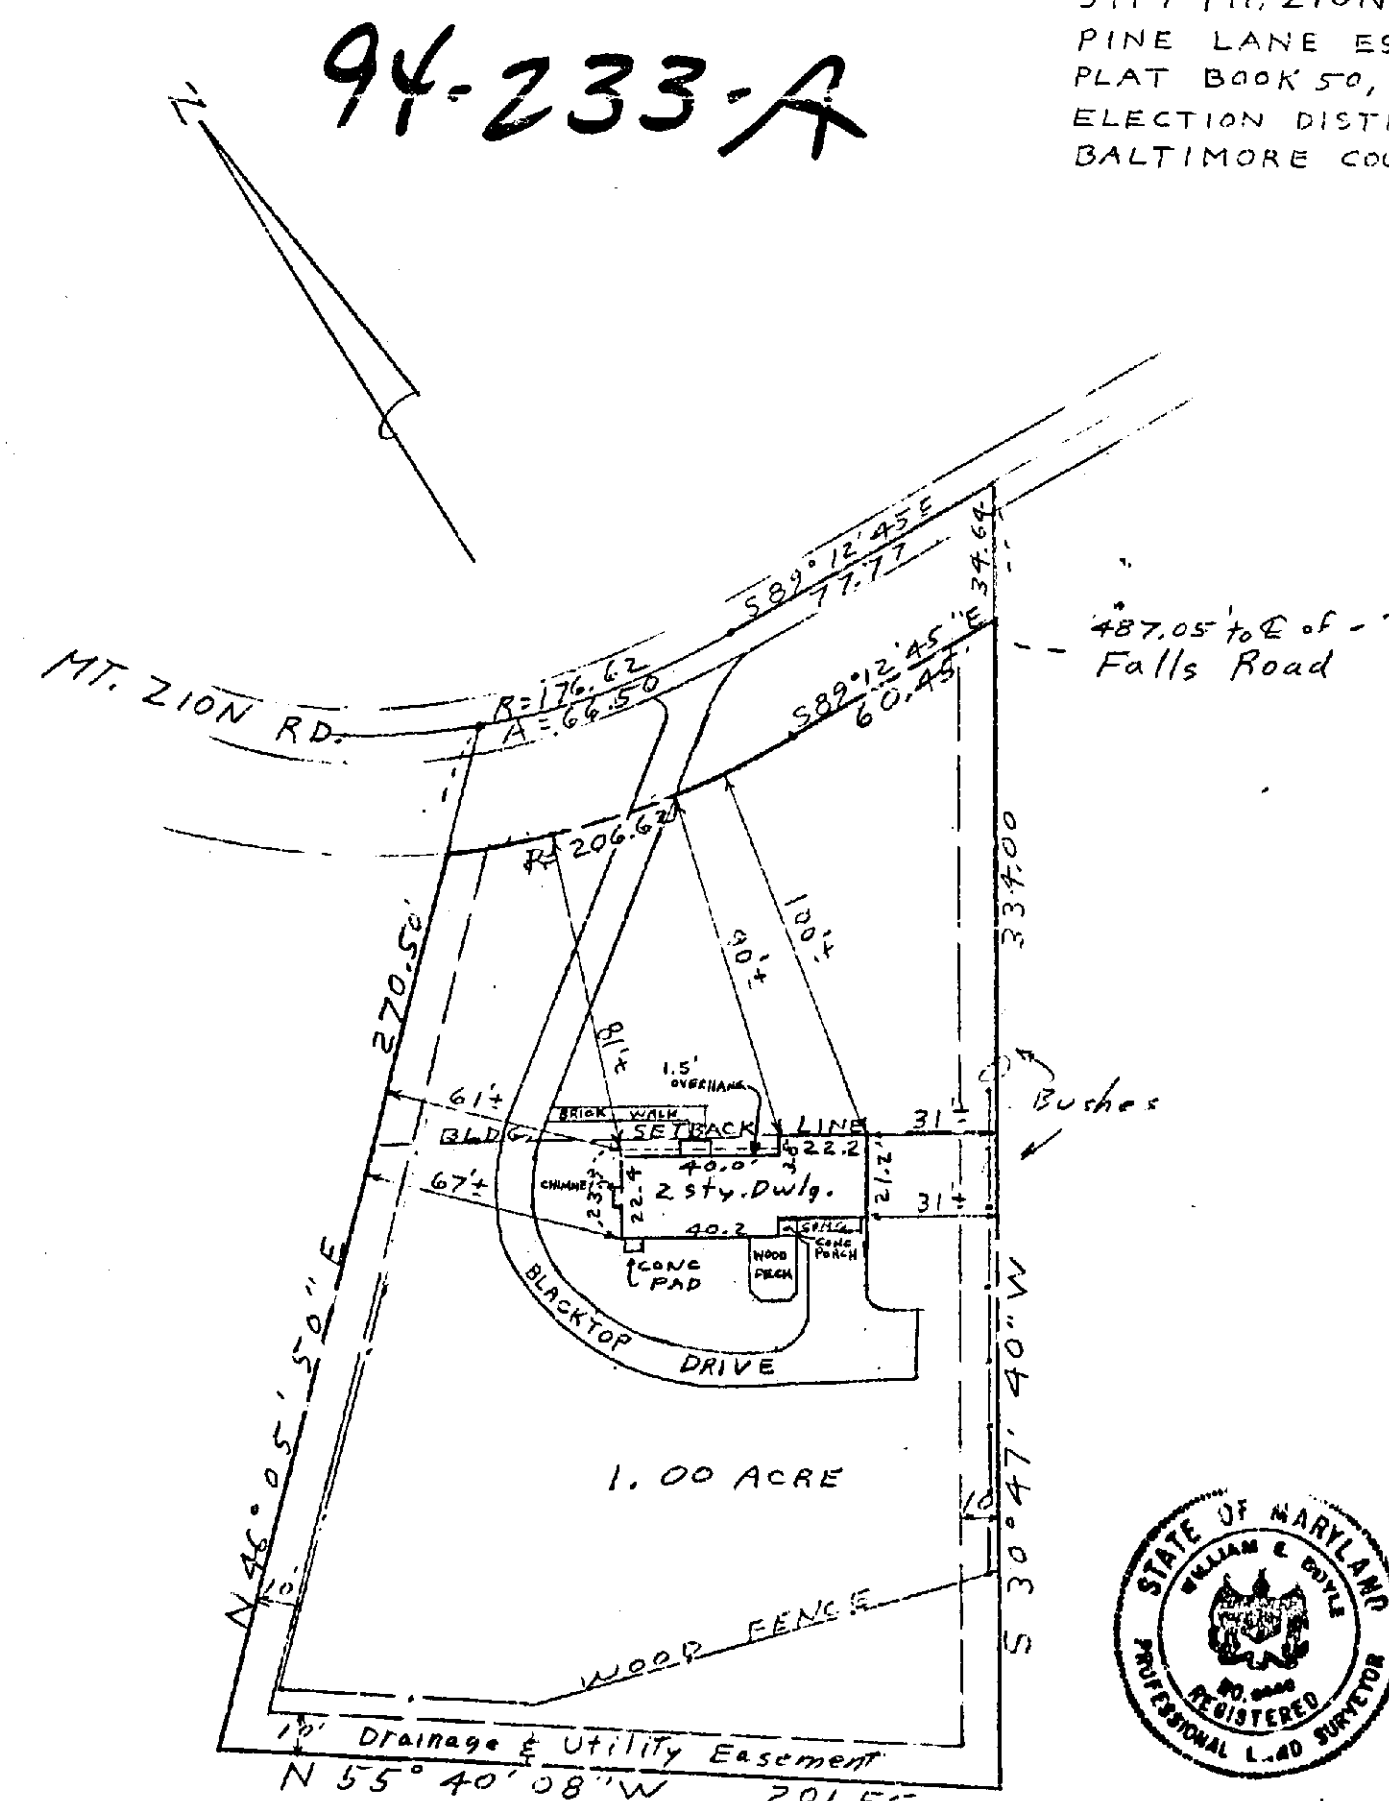 94-233-A
MT. ZION
PINE LANE
PLAT BOOK 50,
ELECTION
BALTIMORE
N
S89°12'45E
77.77
34.64
487.05' to ℄ of
Falls Road
S89°12'45"E
60.45'
MT. ZION RD.
R=176.62
A=66.50
R=206.62
270.50'
334.00
81'±
90'±
100'±
1.5'
OVERHANG
61'±
BRICK WALK
BLDG. SETBACK LINE
31'±
Bushes
40.0'
22.2
67'±
CHIMNEY
23.3
22.4
2 sty. Dwlg.
21.2'
31'±
40.2
CONC
PORCH
WOOD
DECK
CONC
PAD
BLACKTOP DRIVE
1.00 ACRE
N 46°05'50" E
S 30°47'40" W
10'
10'
WOOD FENCE
10'
Drainage & Utility Easement
N 55°40'08" W
STATE OF MARYLAND
WILLIAM E. DOYLE
REGISTERED
PROFESSIONAL LAND SURVEYOR